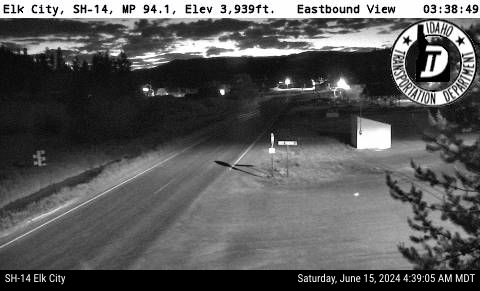 Elk City, SH-14, MP 94.1, Elev 3,939ft. Eastbound View 03:38:49
IDAHO
TRANSPORTATION DEPARTMENT
SH-14 Elk City Saturday, June 15, 2024 4:39:05 AM MDT